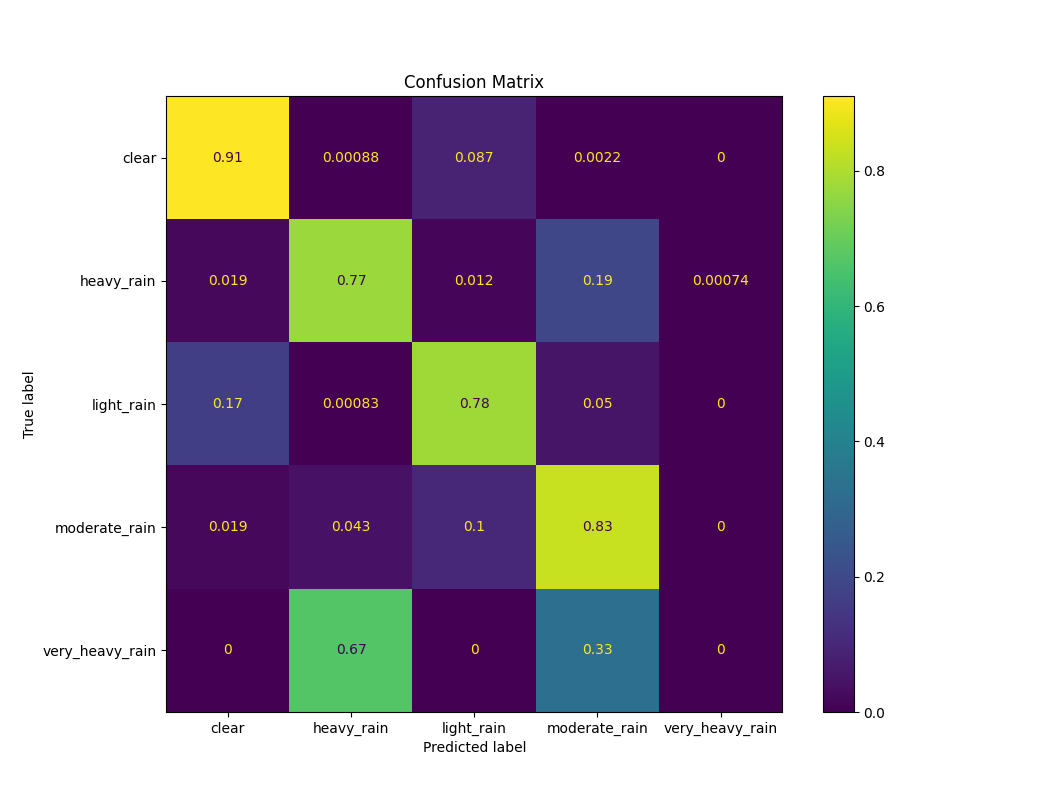 Confusion Matrix
clear 0.91 0.00088 0.087 0.0022 0
heavy_rain 0.019 0.77 0.012 0.19 0.00074
light_rain 0.17 0.00083 0.78 0.05 0
moderate_rain 0.019 0.043 0.1 0.83 0
very_heavy_rain 0 0.67 0 0.33 0
clear heavy_rain light_rain moderate_rain very_heavy_rain
Predicted label
True label
0.8
0.6
0.4
0.2
0.0